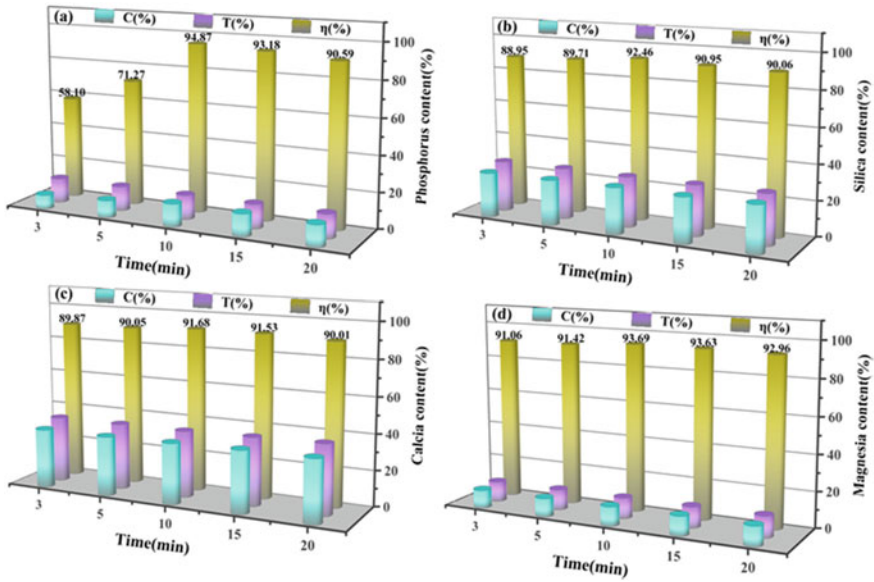 (a) C(%) T(%) η(%)
58.10 71.27 94.87 93.18 90.59
100
80
60
40
20
0
Phosphorus content(%)
3 5 10 15 20
Time(min)
(b) C(%) T(%) η(%)
88.95 89.71 92.46 90.95 90.06
100
80
60
40
20
0
Silica content(%)
3 5 10 15 20
Time(min)
(c) C(%) T(%) η(%)
89.87 90.05 91.68 91.53 90.01
100
80
60
40
20
0
Calcia content(%)
3 5 10 15 20
Time(min)
(d) C(%) T(%) η(%)
91.06 91.42 93.69 93.63 92.96
100
80
60
40
20
0
Magnesia content(%)
3 5 10 15 20
Time(min)